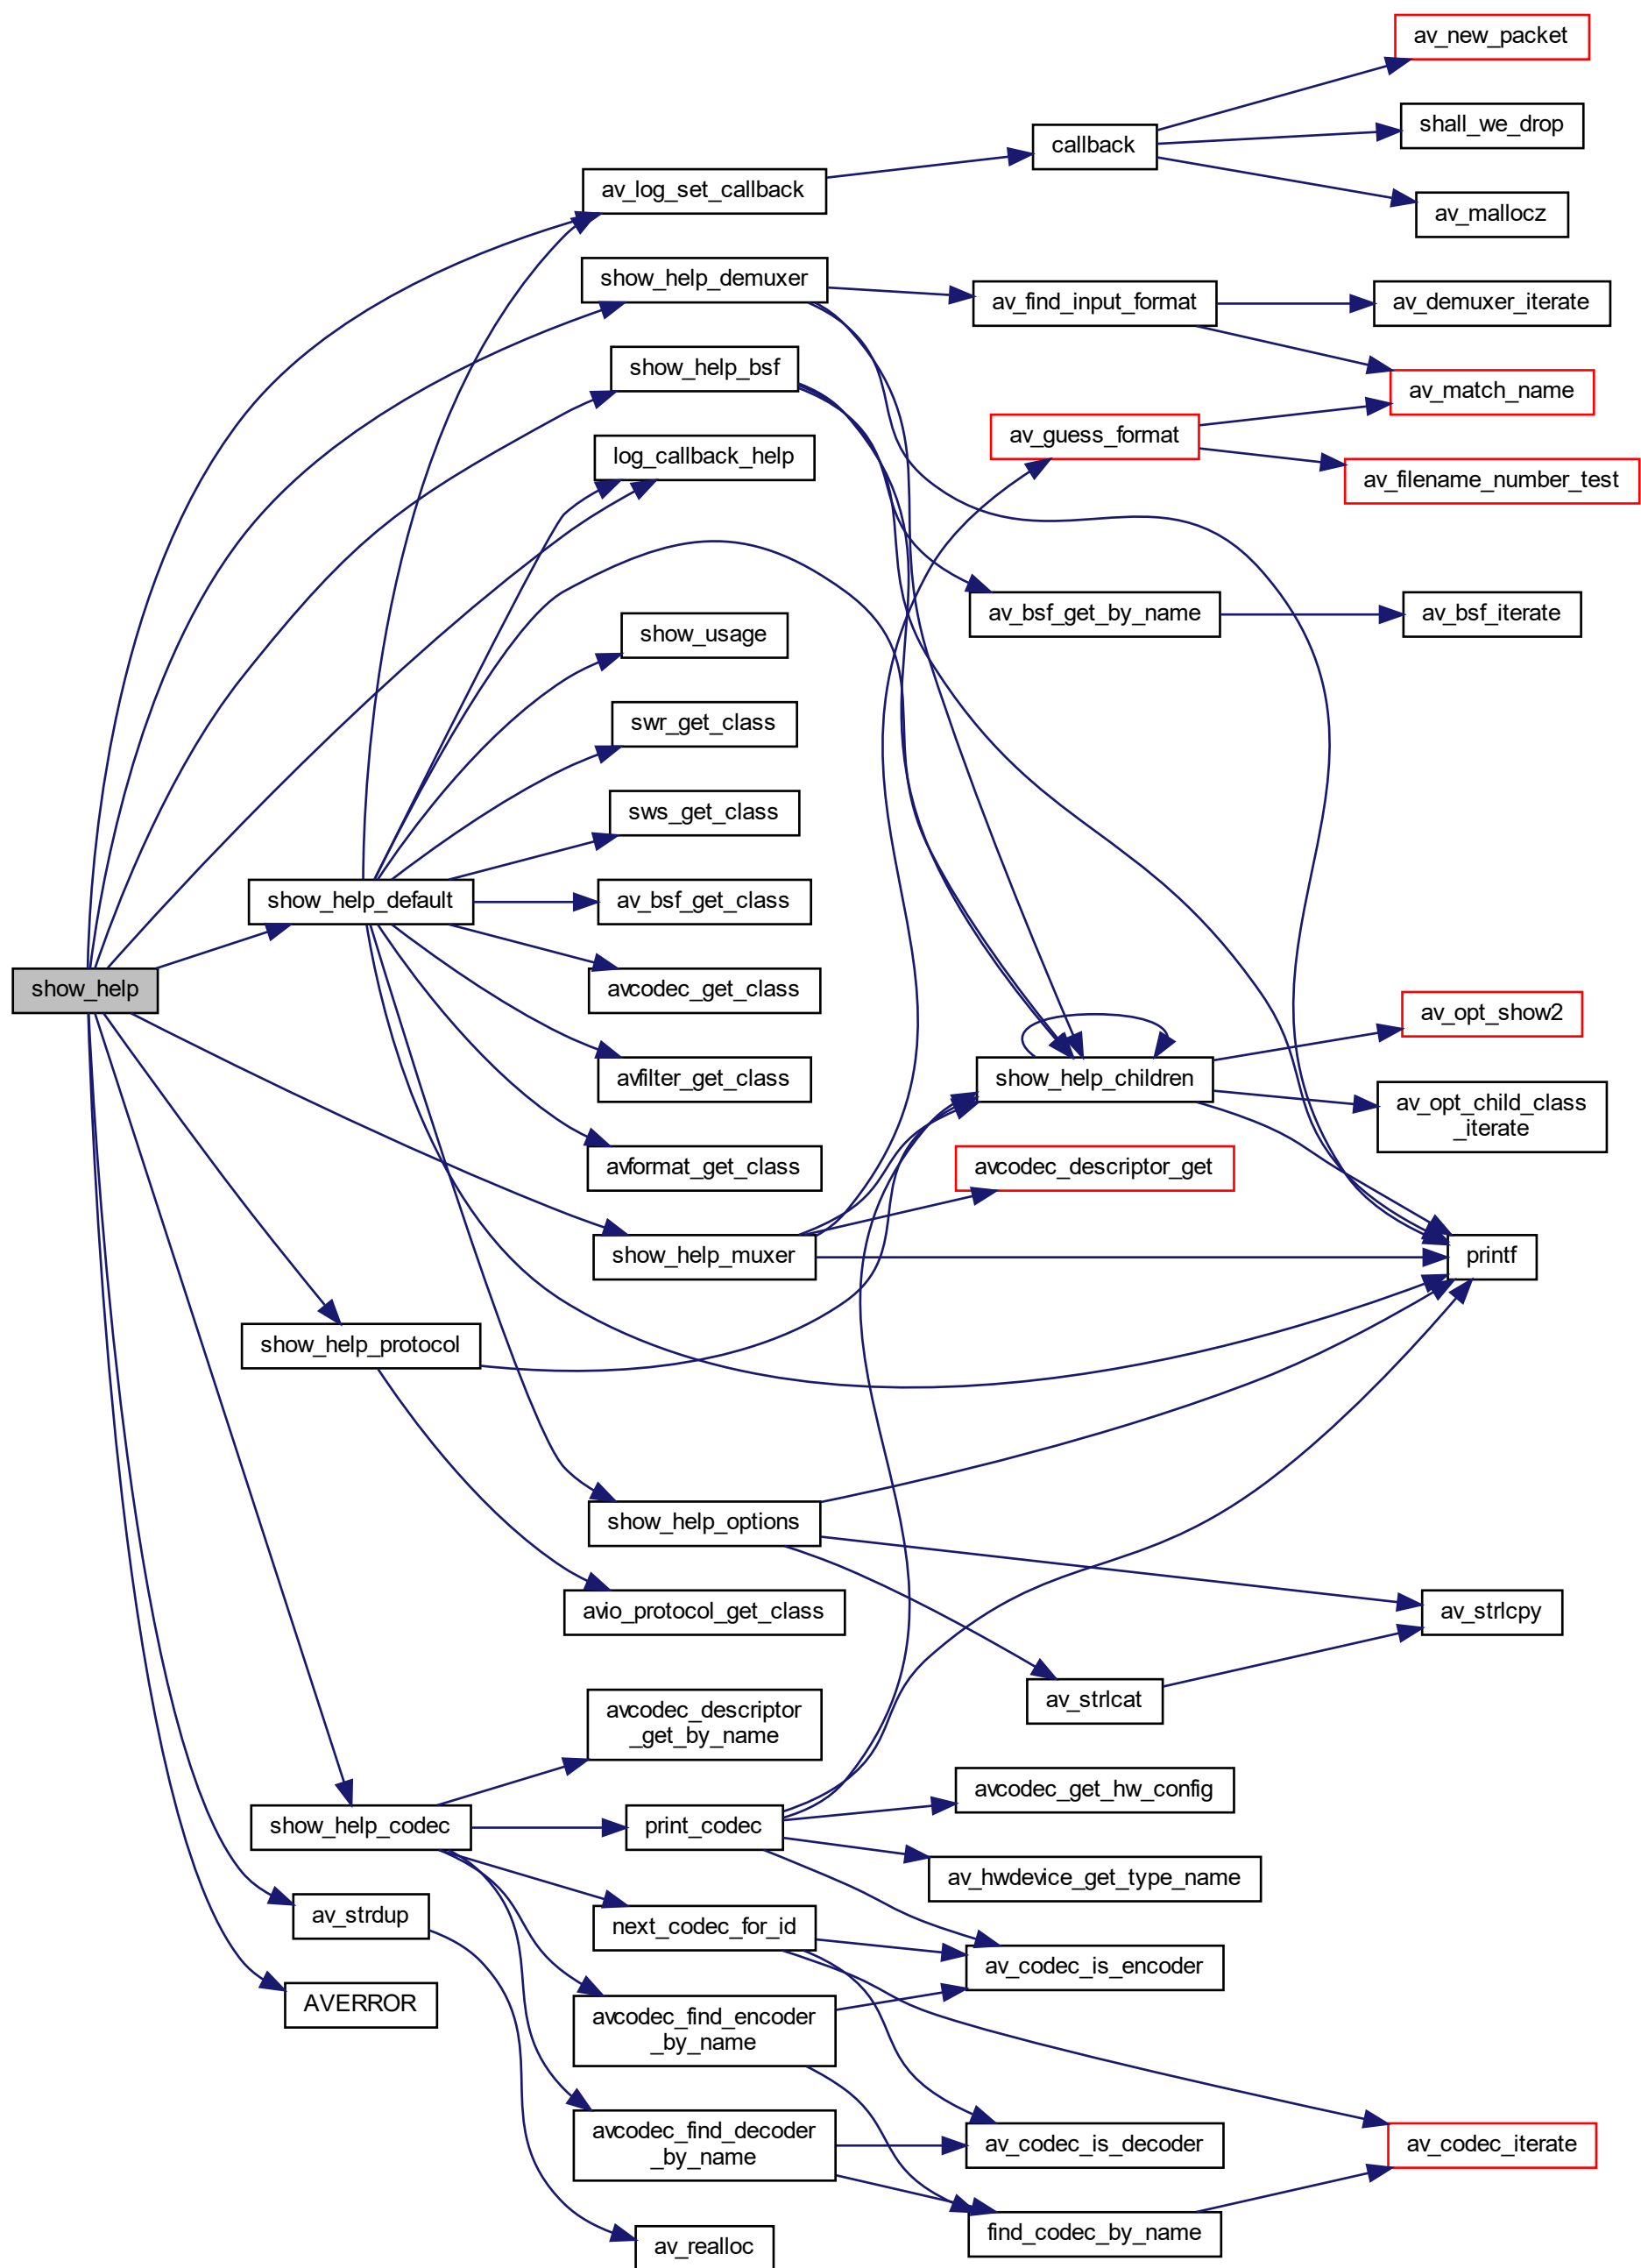 av_new_packet
shall_we_drop
callback
av_log_set_callback
av_mallocz
show_help_demuxer
av_find_input_format
av_demuxer_iterate
show_help_bsf
av_match_name
av_guess_format
log_callback_help
av_filename_number_test
av_bsf_get_by_name
av_bsf_iterate
show_usage
swr_get_class
sws_get_class
show_help_default
av_bsf_get_class
show_help
avcodec_get_class
av_opt_show2
avfilter_get_class
show_help_children
av_opt_child_class
_iterate
avformat_get_class
avcodec_descriptor_get
show_help_muxer
printf
show_help_protocol
show_help_options
avio_protocol_get_class
av_strlcpy
av_strlcat
avcodec_descriptor
_get_by_name
avcodec_get_hw_config
show_help_codec
print_codec
av_hwdevice_get_type_name
av_strdup
next_codec_for_id
av_codec_is_encoder
AVERROR
avcodec_find_encoder
_by_name
avcodec_find_decoder
_by_name
av_codec_is_decoder
av_codec_iterate
find_codec_by_name
av_realloc